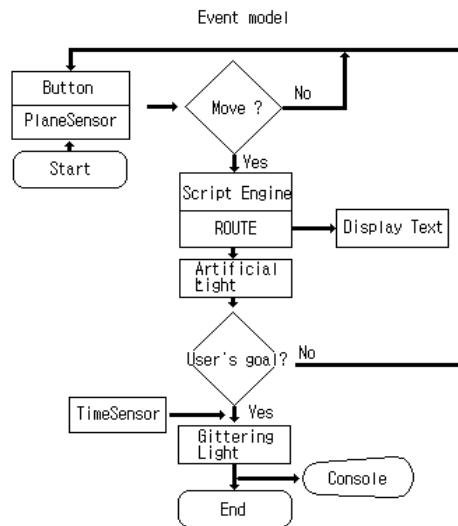 Event model
Button
PlaneSensor
Start
Move ?
No
Yes
Script Engine
ROUTE
Display Text
Artificial
Light
User's goal?
No
TimeSensor
Yes
Gittering
Light
Console
End